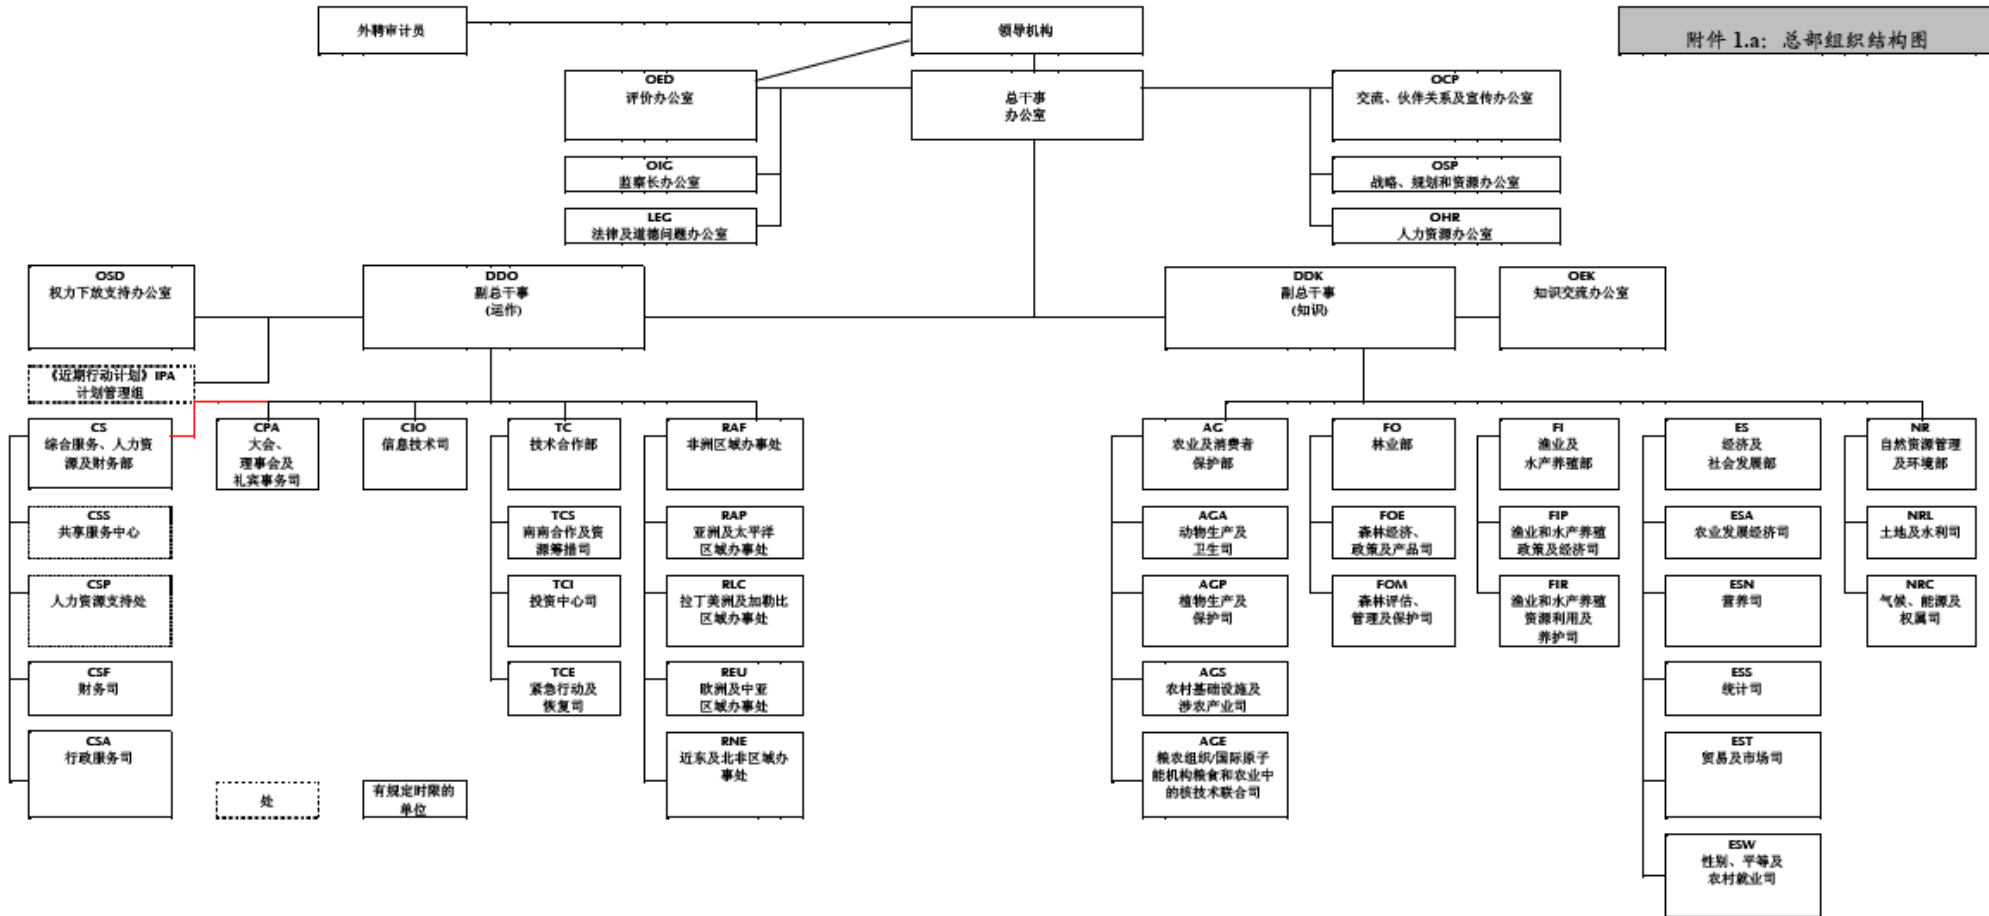 外聘审计员
领导机构
附件 1.a: 总部组织结构图
OED
评价办公室
总干事
办公室
OCP
交流、伙伴关系及宣传办公室
OIG
监察长办公室
OSP
战略、规划和资源办公室
LEG
法律及道德问题办公室
OHR
人力资源办公室
OSD
权力下放支持办公室
DDO
副总干事
(运作)
DDK
副总干事
(知识)
OEK
知识交流办公室
《近期行动计划》IPA
计划管理组
CS
综合服务、人力资
源及财务部
CPA
大会、
理事会及
礼宾事务司
CIO
信息技术司
TC
技术合作部
RAF
非洲区域办事处
AG
农业及消费者
保护部
FO
林业部
FI
渔业及
水产养殖部
ES
经济及
社会发展部
NR
自然资源管理
及环境部
CSS
共享服务中心
TCS
南南合作及资
源筹措司
RAP
亚洲及太平洋
区域办事处
AGA
动物生产及
卫生司
FOE
森林经济、
政策及产品司
FIP
渔业和水产养殖
政策及经济司
ESA
农业发展经济司
NRL
土地及水利司
CSP
人力资源支持处
TCI
投资中心司
RLC
拉丁美洲及加勒比
区域办事处
AGP
植物生产及
保护司
FOM
森林评估、
管理及保护司
FIR
渔业和水产养殖
资源利用及
养护司
ESN
营养司
NRC
气候、能源及
权属司
CSF
财务司
TCE
紧急行动及
恢复司
REU
欧洲及中亚
区域办事处
AGS
农村基础设施及
涉农产业司
ESS
统计司
CSA
行政服务司
RNE
近东及北非区域办
事处
AGE
粮农组织/国际原子
能机构粮食和农业中
的核技术联合司
EST
贸易及市场司
处
有规定时限的
单位
ESW
性别、平等及
农村就业司